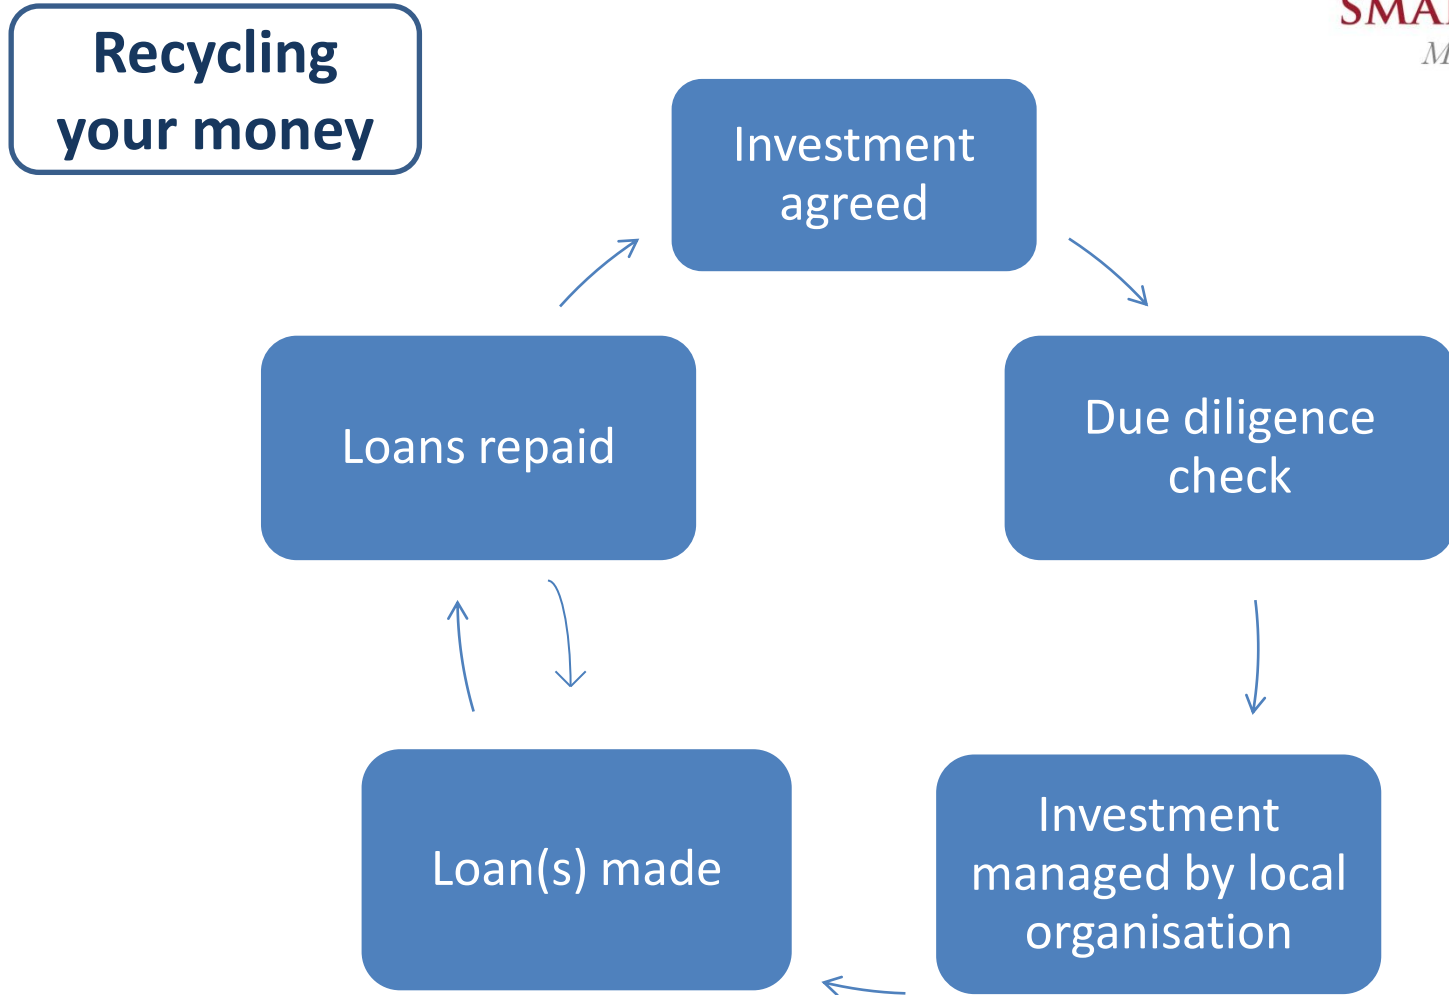 Recycling
your money
Investment
agreed
Due diligence
check
Investment
managed by local
organisation
Loan(s) made
Loans repaid